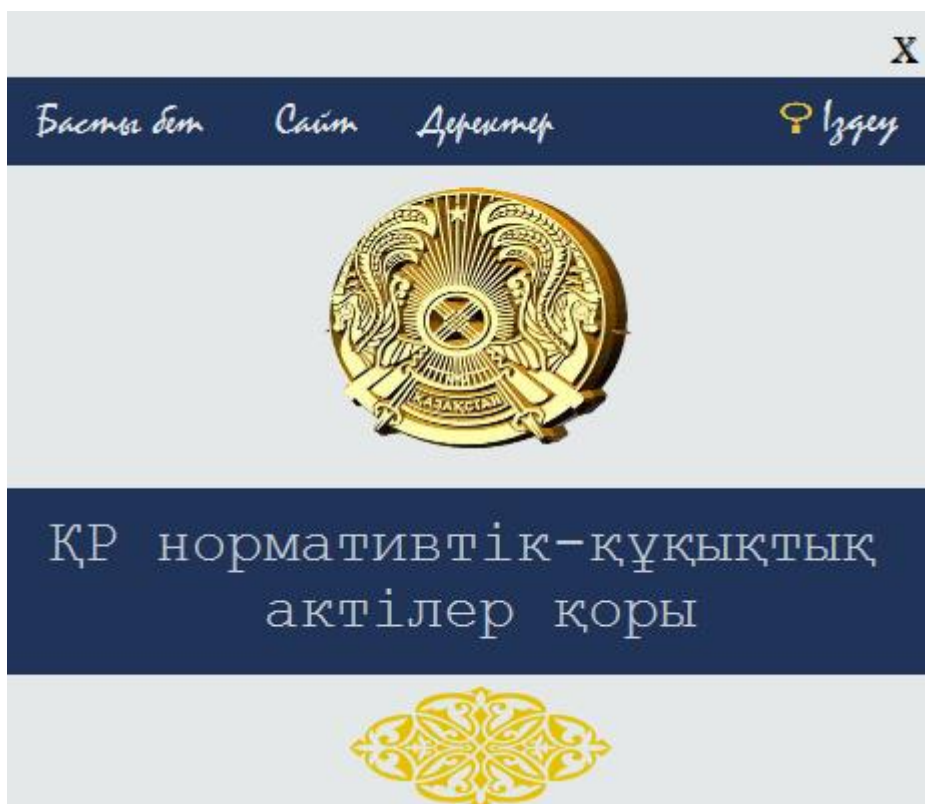 X
Басты бет Сайт Деректер Іздеу
ҚАЗАҚСТАН
ҚР нормативтік-құқықтық
актілер қоры